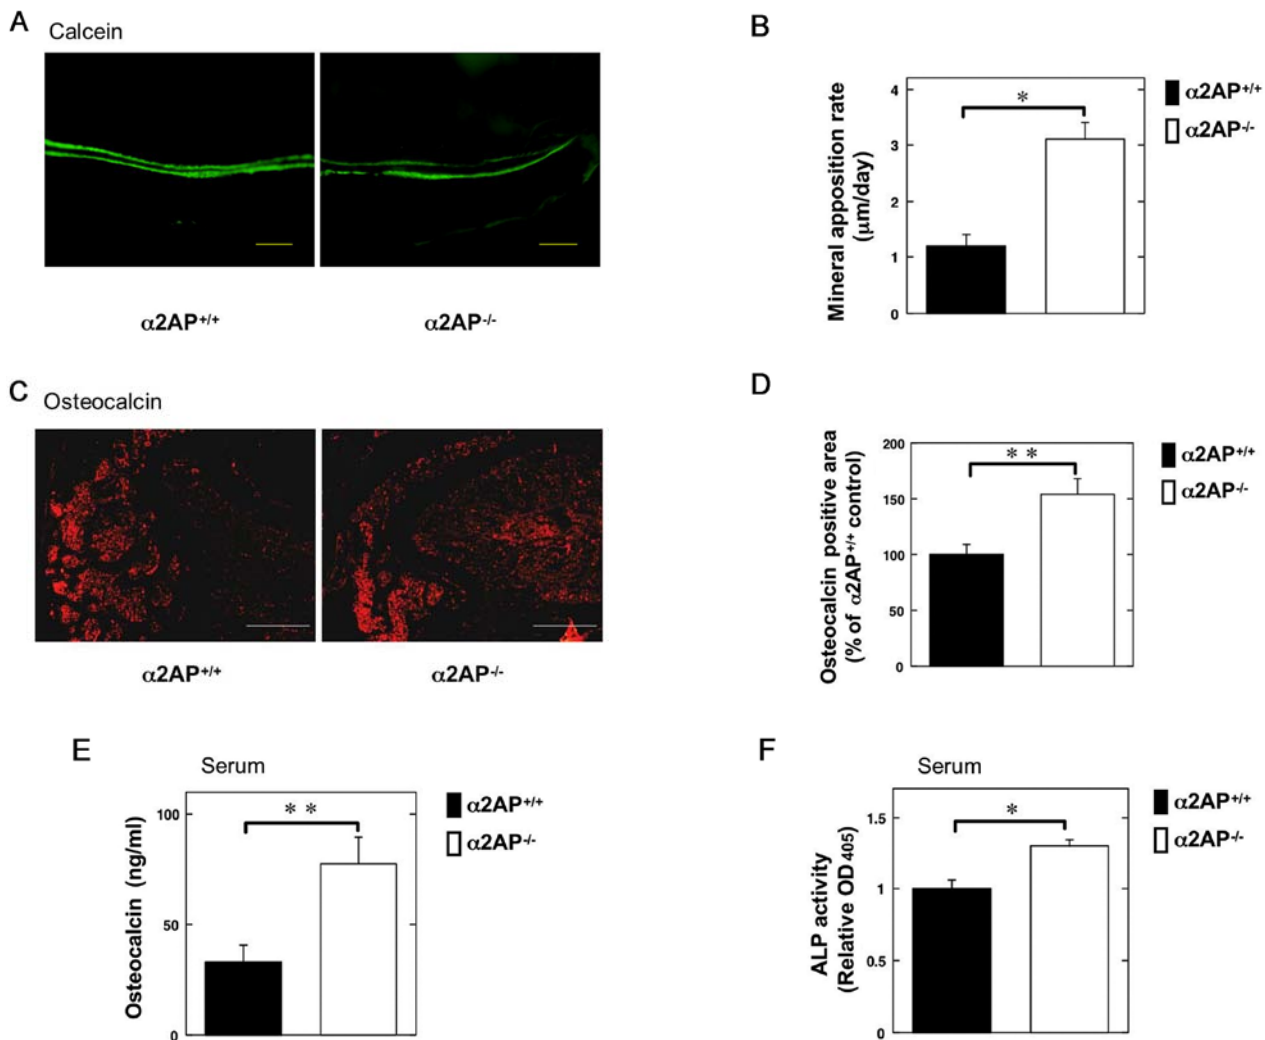 A
Calcein
α2AP+/+
α2AP-/-
B
Mineral apposition rate
(μm/day)
4
3
2
1
0
*
α2AP+/+
α2AP-/-
C
Osteocalcin
α2AP+/+
α2AP-/-
D
Osteocalcin positive area
(% of α2AP+/+ control)
200
150
100
50
0
* *
α2AP+/+
α2AP-/-
E
Serum
Osteocalcin (ng/ml)
100
50
0
* *
α2AP+/+
α2AP-/-
F
Serum
ALP activity
(Relative OD 405)
1.5
1
0.5
0
*
α2AP+/+
α2AP-/-